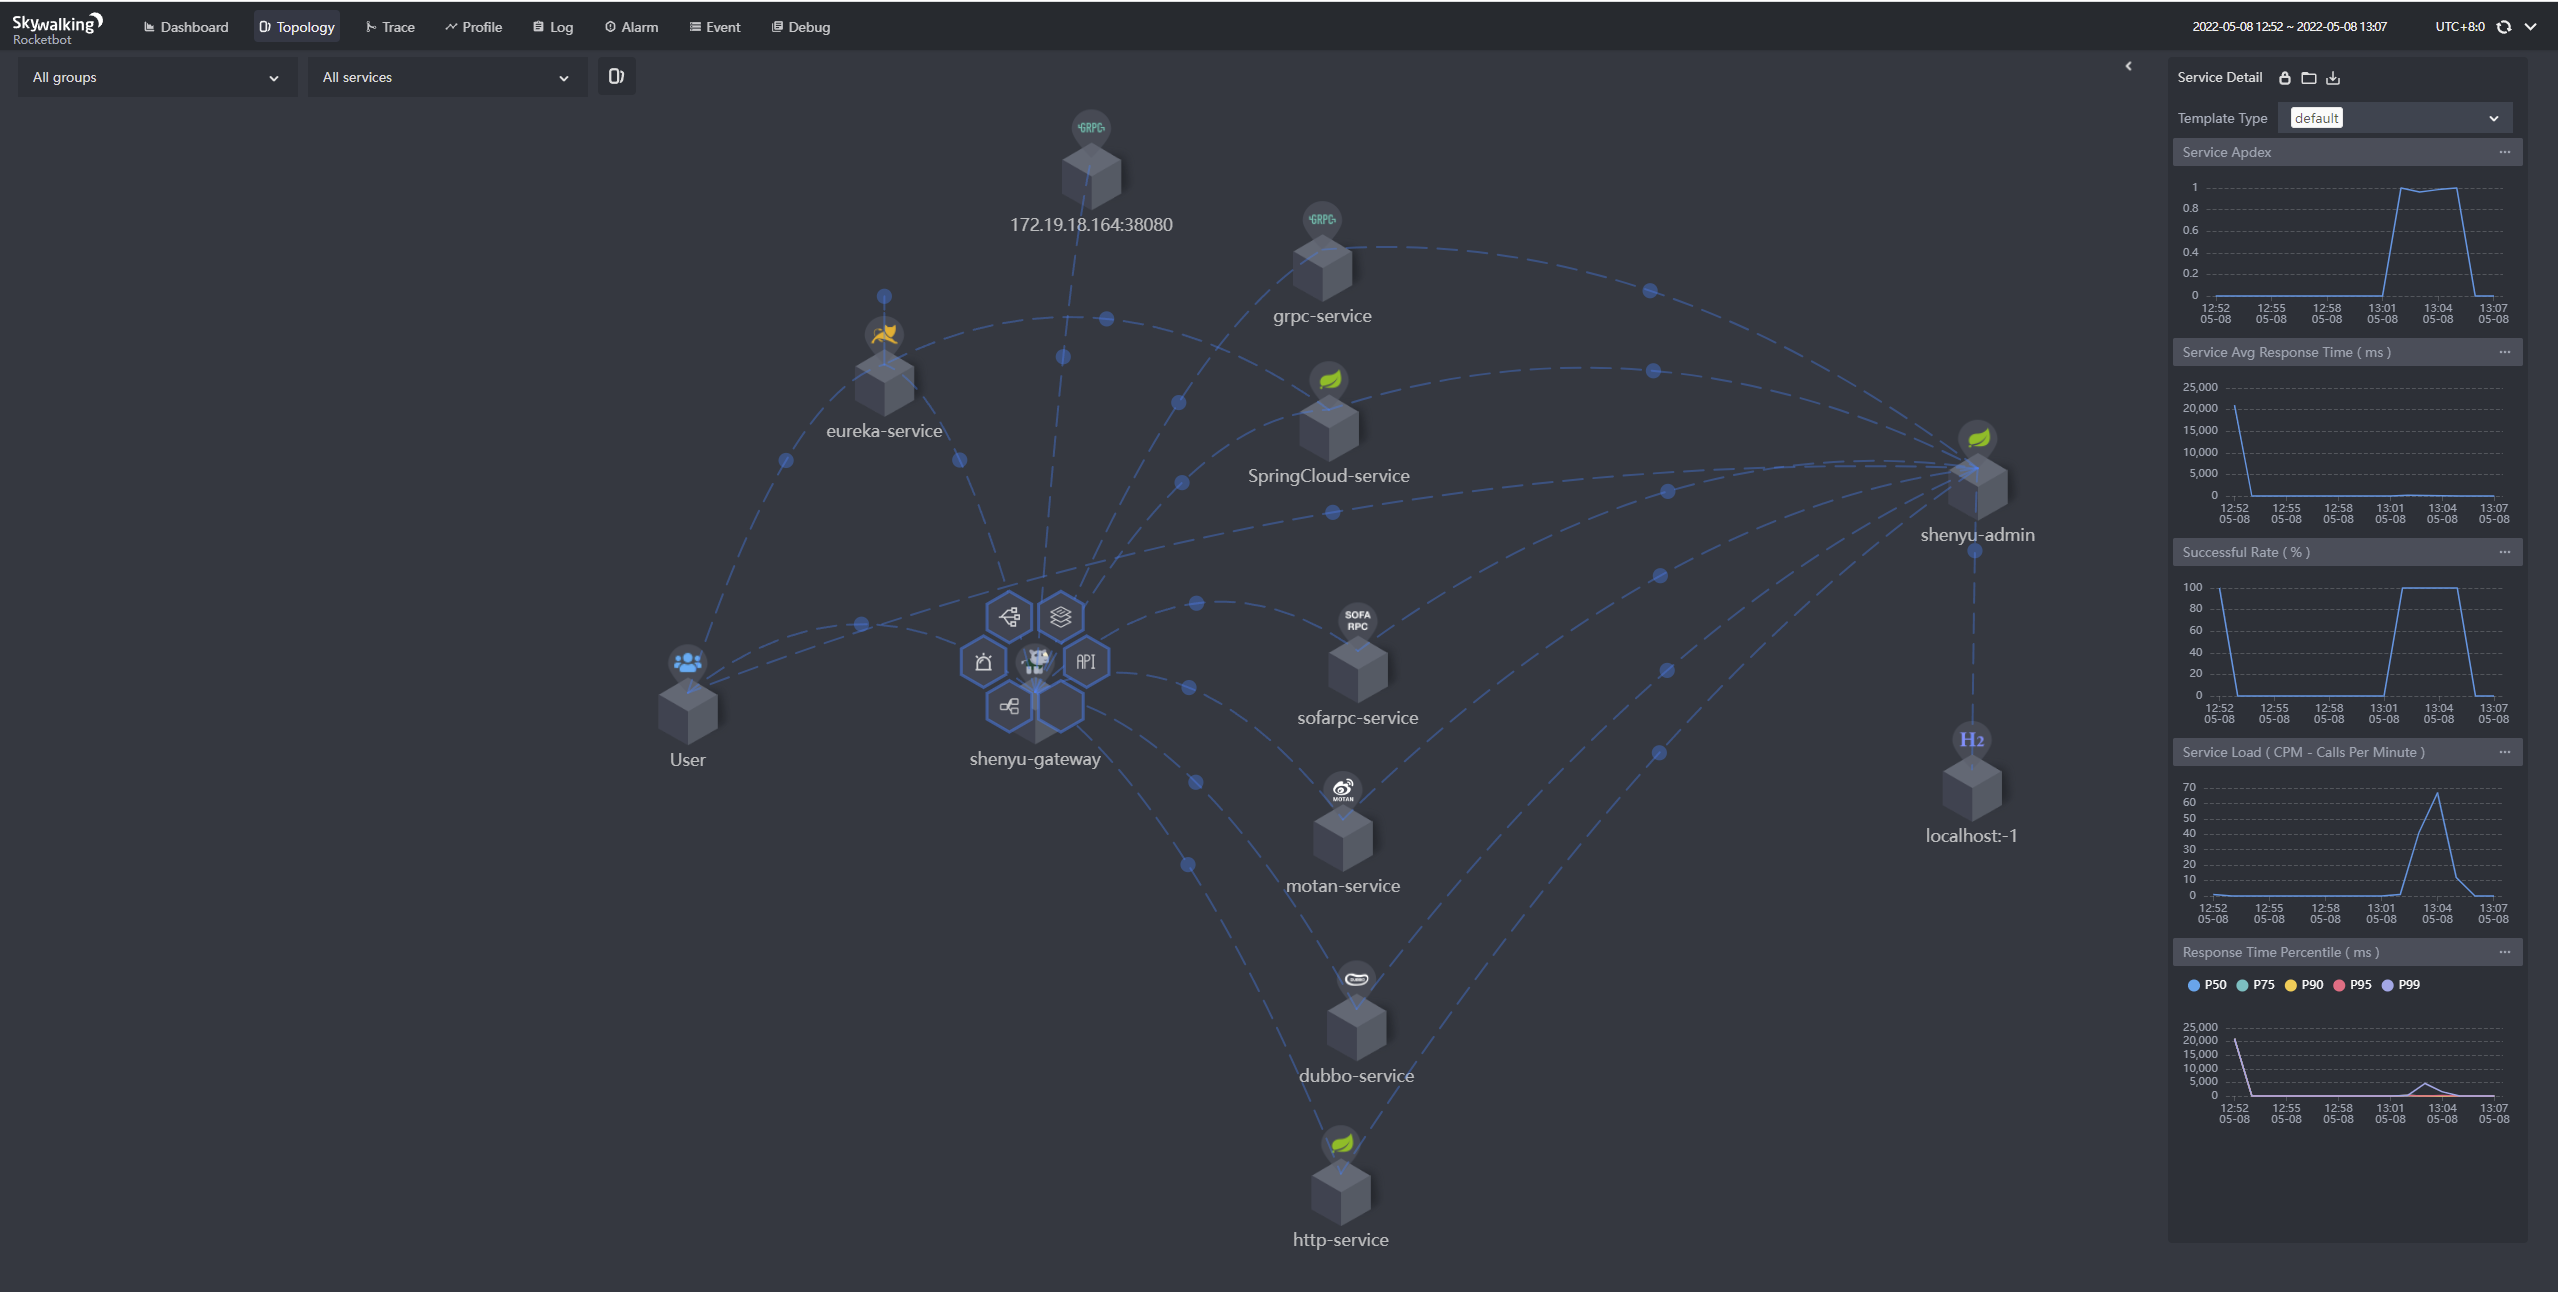 Skywalking
Rocketbot
Dashboard
Topology
Trace
Profile
Log
Alarm
Event
Debug
2022-05-08 12:52 ~ 2022-05-08 13:07
UTC+8:0
All groups
All services
GRPC
172.19.18.164:38080
GRPC
grpc-service
eureka-service
SpringCloud-service
shenyu-admin
User
API
shenyu-gateway
SOFA
RPC
sofarpc-service
MOTAN
motan-service
H2
localhost:-1
DUBBO
dubbo-service
http-service
Service Detail
Template Type
default
Service Apdex
1
0.8
0.6
0.4
0.2
0
12:52 12:55 12:58 13:01 13:04 13:07
05-08 05-08 05-08 05-08 05-08 05-08
Service Avg Response Time ( ms )
25,000
20,000
15,000
10,000
5,000
0
12:52 12:55 12:58 13:01 13:04 13:07
05-08 05-08 05-08 05-08 05-08 05-08
Successful Rate ( % )
100
80
60
40
20
0
12:52 12:55 12:58 13:01 13:04 13:07
05-08 05-08 05-08 05-08 05-08 05-08
Service Load ( CPM - Calls Per Minute )
70
60
50
40
30
20
10
0
12:52 12:55 12:58 13:01 13:04 13:07
05-08 05-08 05-08 05-08 05-08 05-08
Response Time Percentile ( ms )
P50 P75 P90 P95 P99
25,000
20,000
15,000
10,000
5,000
0
12:52 12:55 12:58 13:01 13:04 13:07
05-08 05-08 05-08 05-08 05-08 05-08